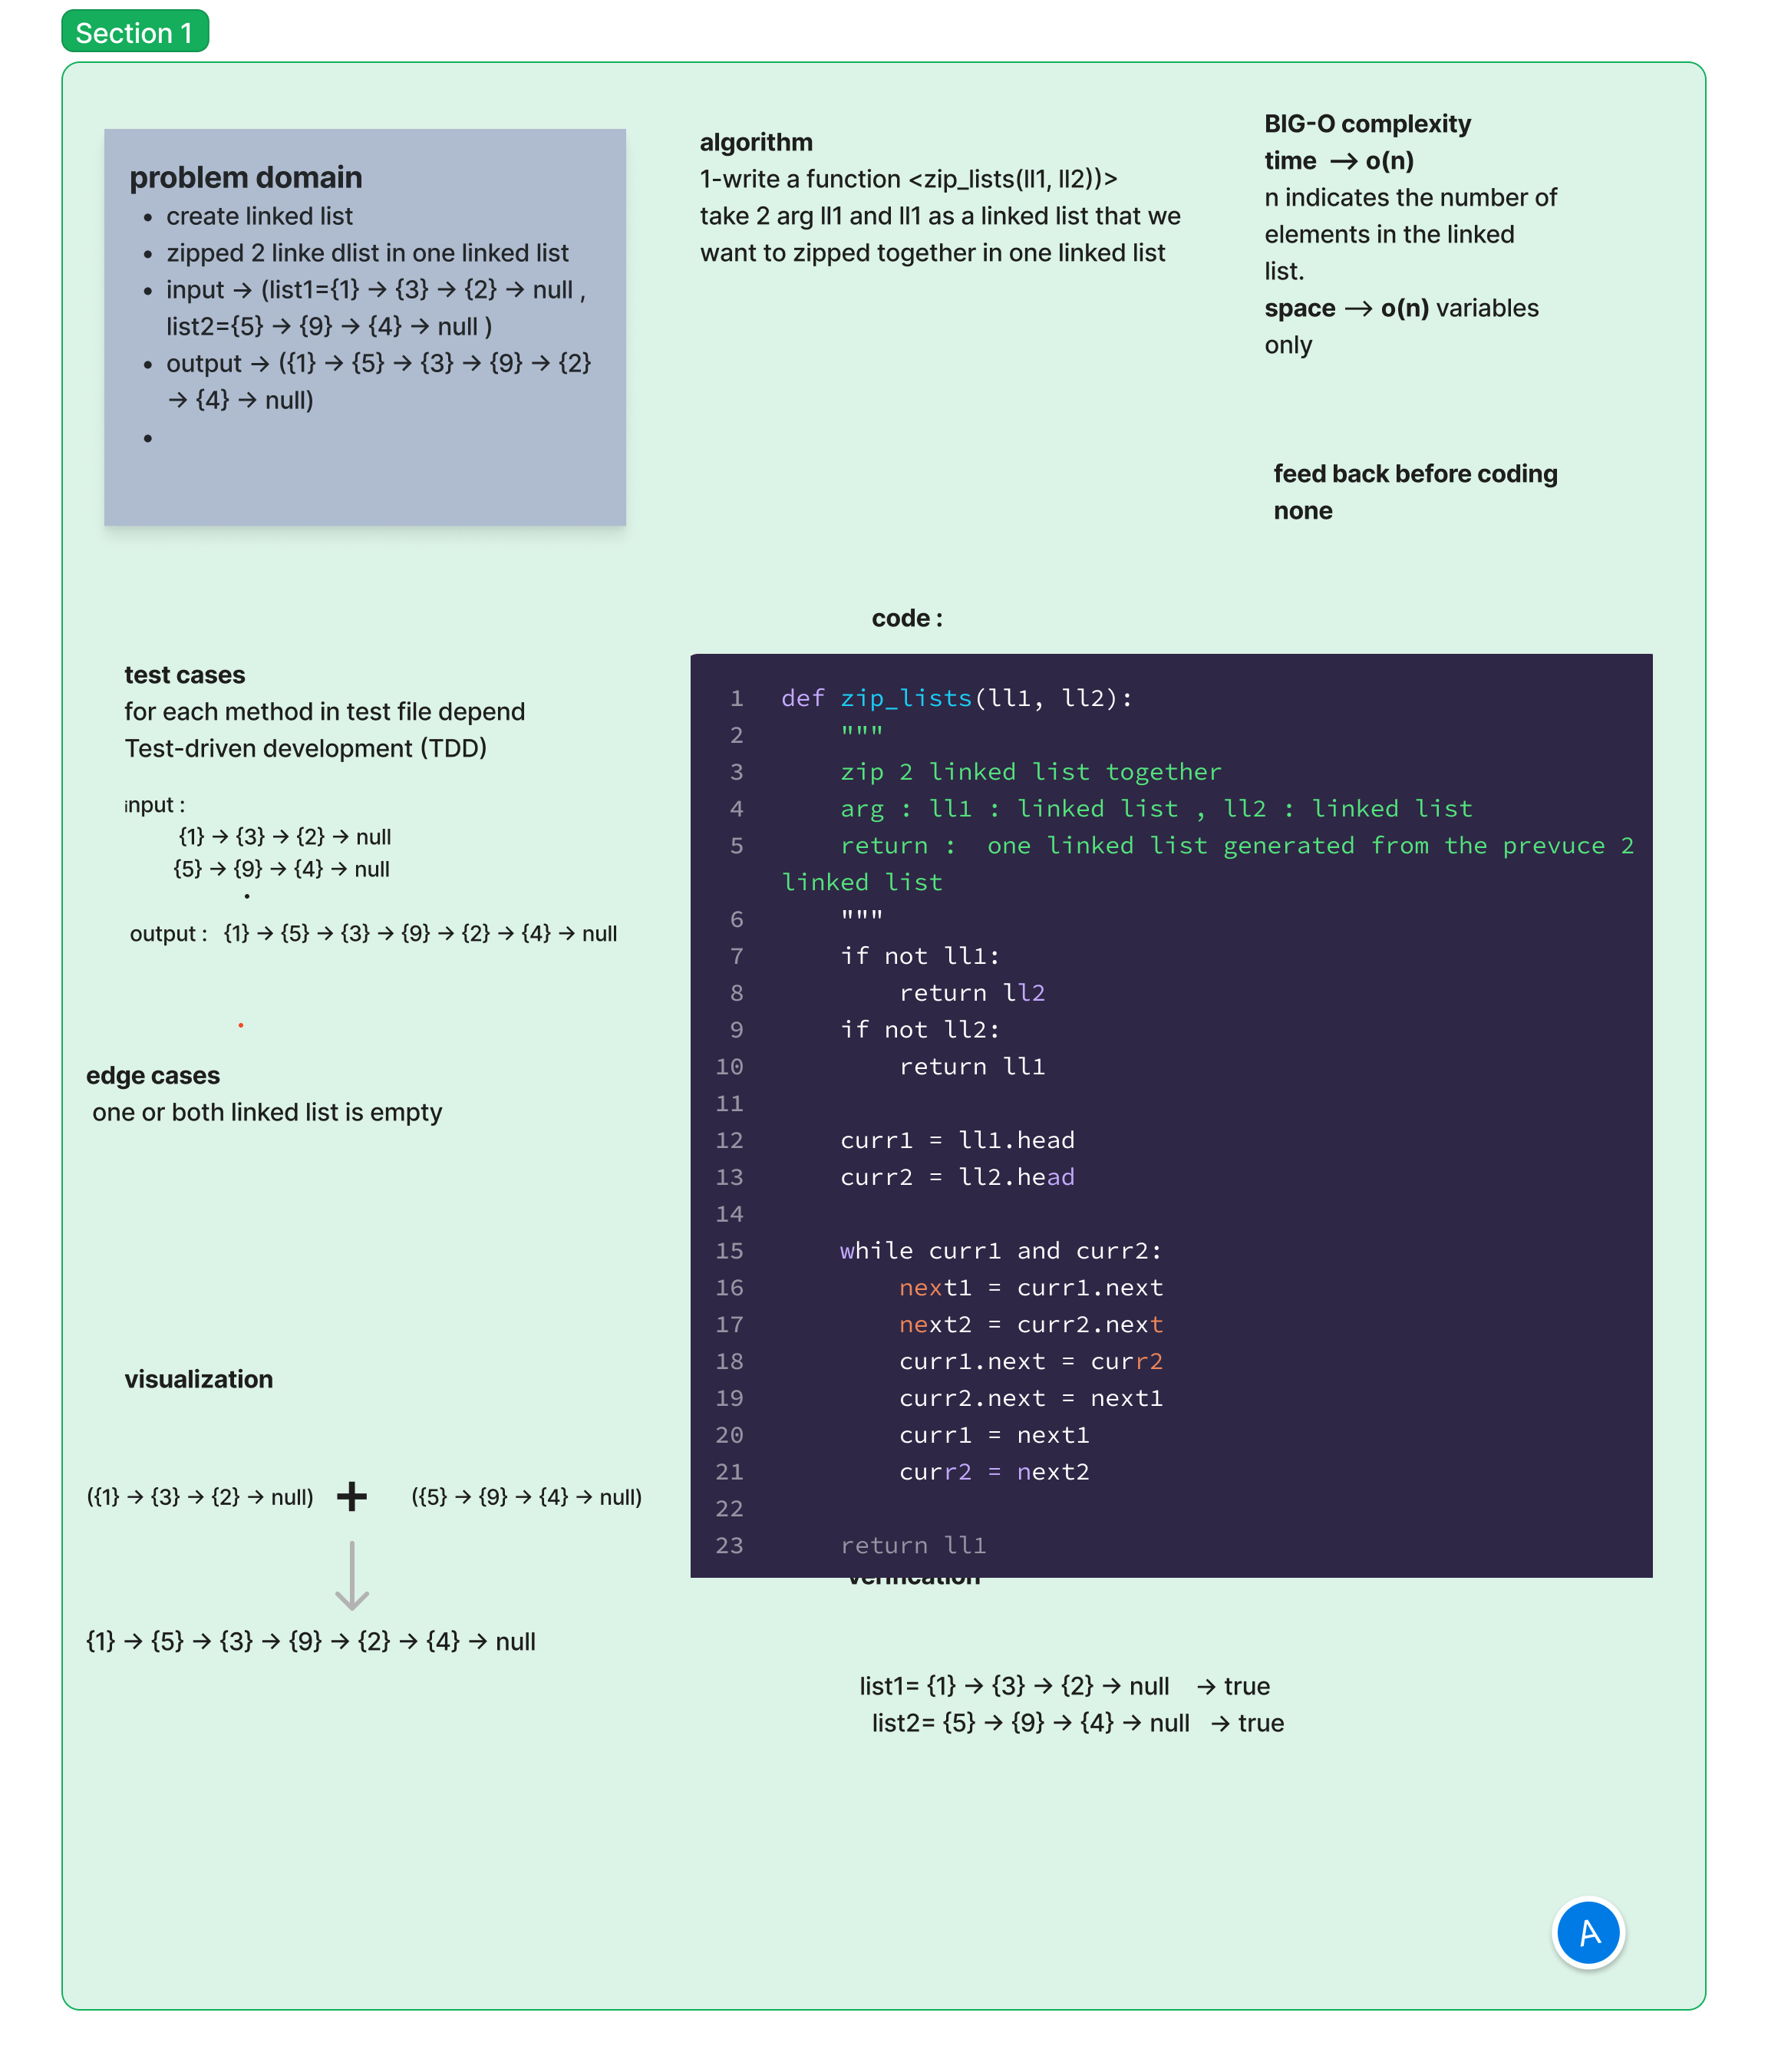 Section 1
problem domain
• create linked list
• zipped 2 linke dlist in one linked list
• input → (list1={1} → {3} → {2} → null ,
list2={5} → {9} → {4} → null )
• output → ({1} → {5} → {3} → {9} → {2}
→ {4} → null)
•
algorithm
1-write a function <zip_lists(ll1, ll2))>
take 2 arg ll1 and ll1 as a linked list that we
want to zipped together in one linked list
BIG-O complexity
time → o(n)
n indicates the number of
elements in the linked
list.
space → o(n) variables
only
feed back before coding
none
test cases
for each method in test file depend
Test-driven development (TDD)
input :
{1} → {3} → {2} → null
{5} → {9} → {4} → null
output : {1} → {5} → {3} → {9} → {2} → {4} → null
edge cases
one or both linked list is empty
visualization
({1} → {3} → {2} → null) + ({5} → {9} → {4} → null)
{1} → {5} → {3} → {9} → {2} → {4} → null
code :
1 def zip_lists(ll1, ll2):
2 """
3 zip 2 linked list together
4 arg : ll1 : linked list , ll2 : linked list
5 return :  one linked list generated from the prevuce 2
linked list
6 """
7 if not ll1:
8 return ll2
9 if not ll2:
10 return ll1
11
12 curr1 = ll1.head
13 curr2 = ll2.head
14
15 while curr1 and curr2:
16 next1 = curr1.next
17 next2 = curr2.next
18 curr1.next = curr2
19 curr2.next = next1
20 curr1 = next1
21 curr2 = next2
22
23 return ll1
verification
list1= {1} → {3} → {2} → null → true
list2= {5} → {9} → {4} → null → true
A